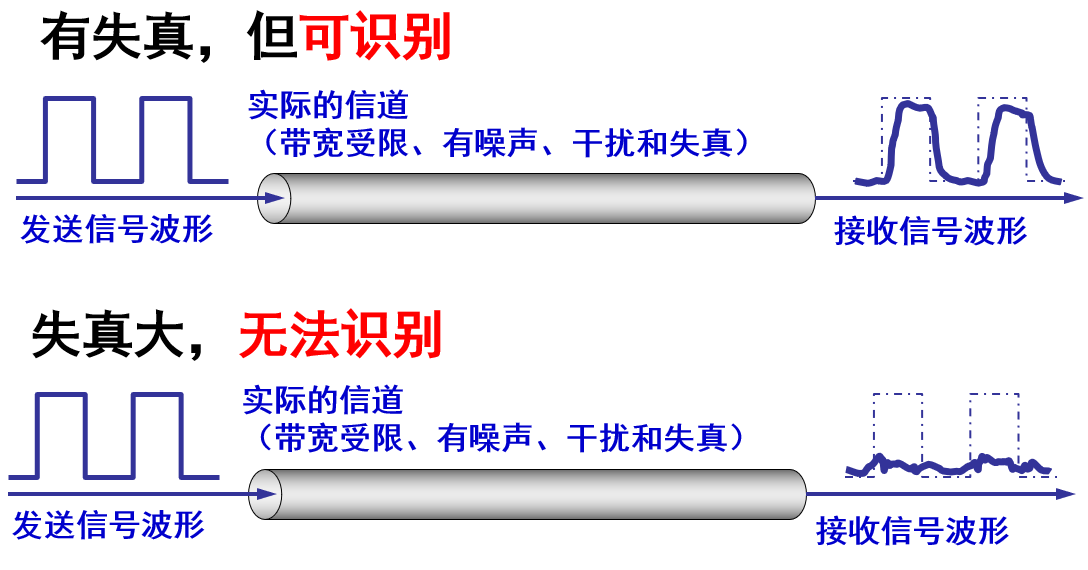 有失真，但可识别
实际的信道
（带宽受限、有噪声、干扰和失真）
发送信号波形
接收信号波形
失真大，无法识别
实际的信道
（带宽受限、有噪声、干扰和失真）
发送信号波形
接收信号波形